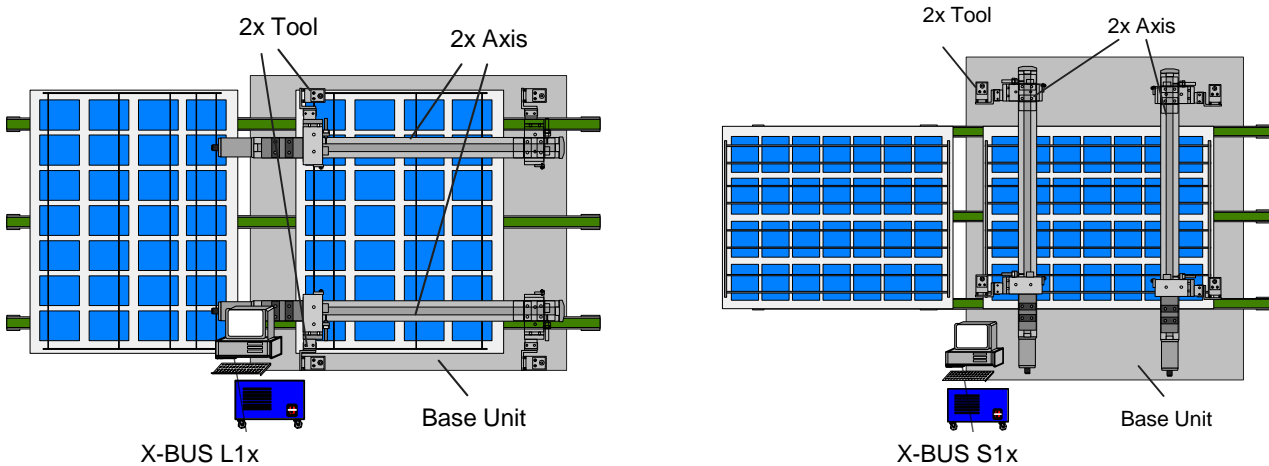 2x Tool
2x Axis
Base Unit
X-BUS L1x
2x Tool
2x Axis
Base Unit
X-BUS S1x